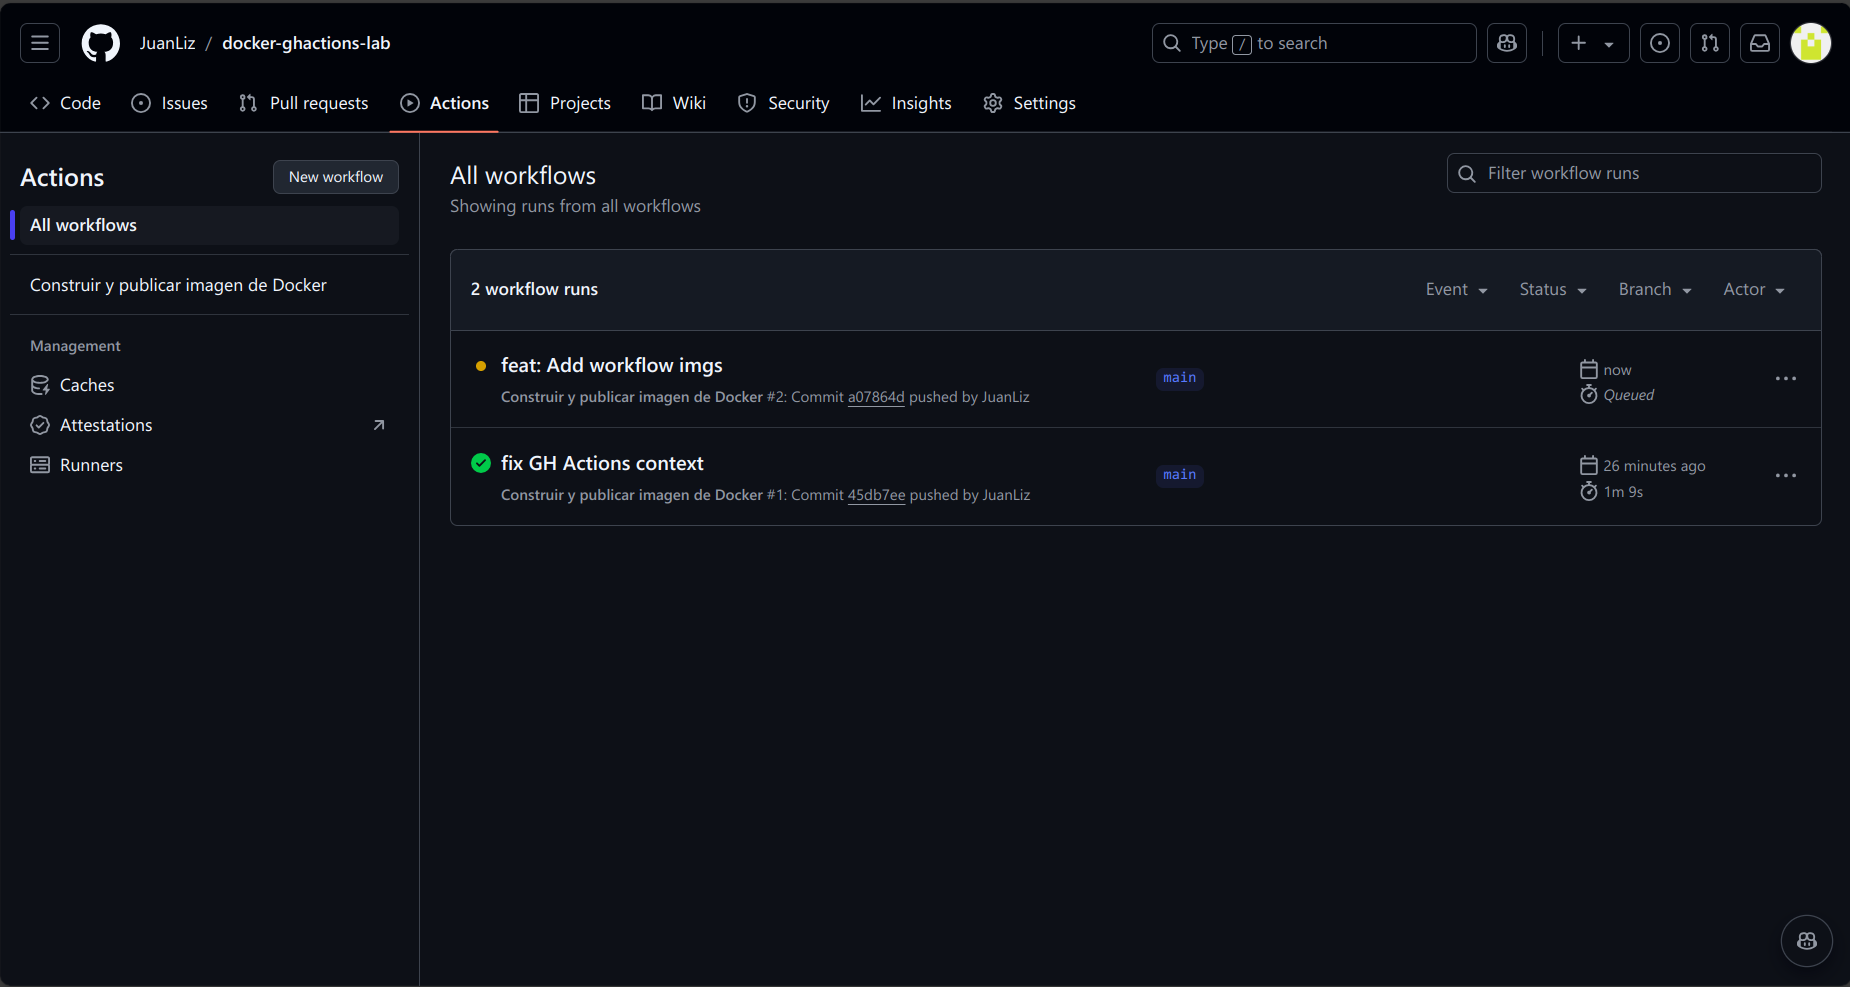 JuanLiz / docker-ghactions-lab
Type / to search
Code Issues Pull requests Actions Projects Wiki Security Insights Settings
Actions
New workflow
All workflows
Construir y publicar imagen de Docker
Management
Caches
Attestations
Runners
All workflows
Showing runs from all workflows
Filter workflow runs
2 workflow runs
Event Status Branch Actor
feat: Add workflow imgs
Construir y publicar imagen de Docker #2: Commit a07864d pushed by JuanLiz
main
now
Queued
fix GH Actions context
Construir y publicar imagen de Docker #1: Commit 45db7ee pushed by JuanLiz
main
26 minutes ago
1m 9s